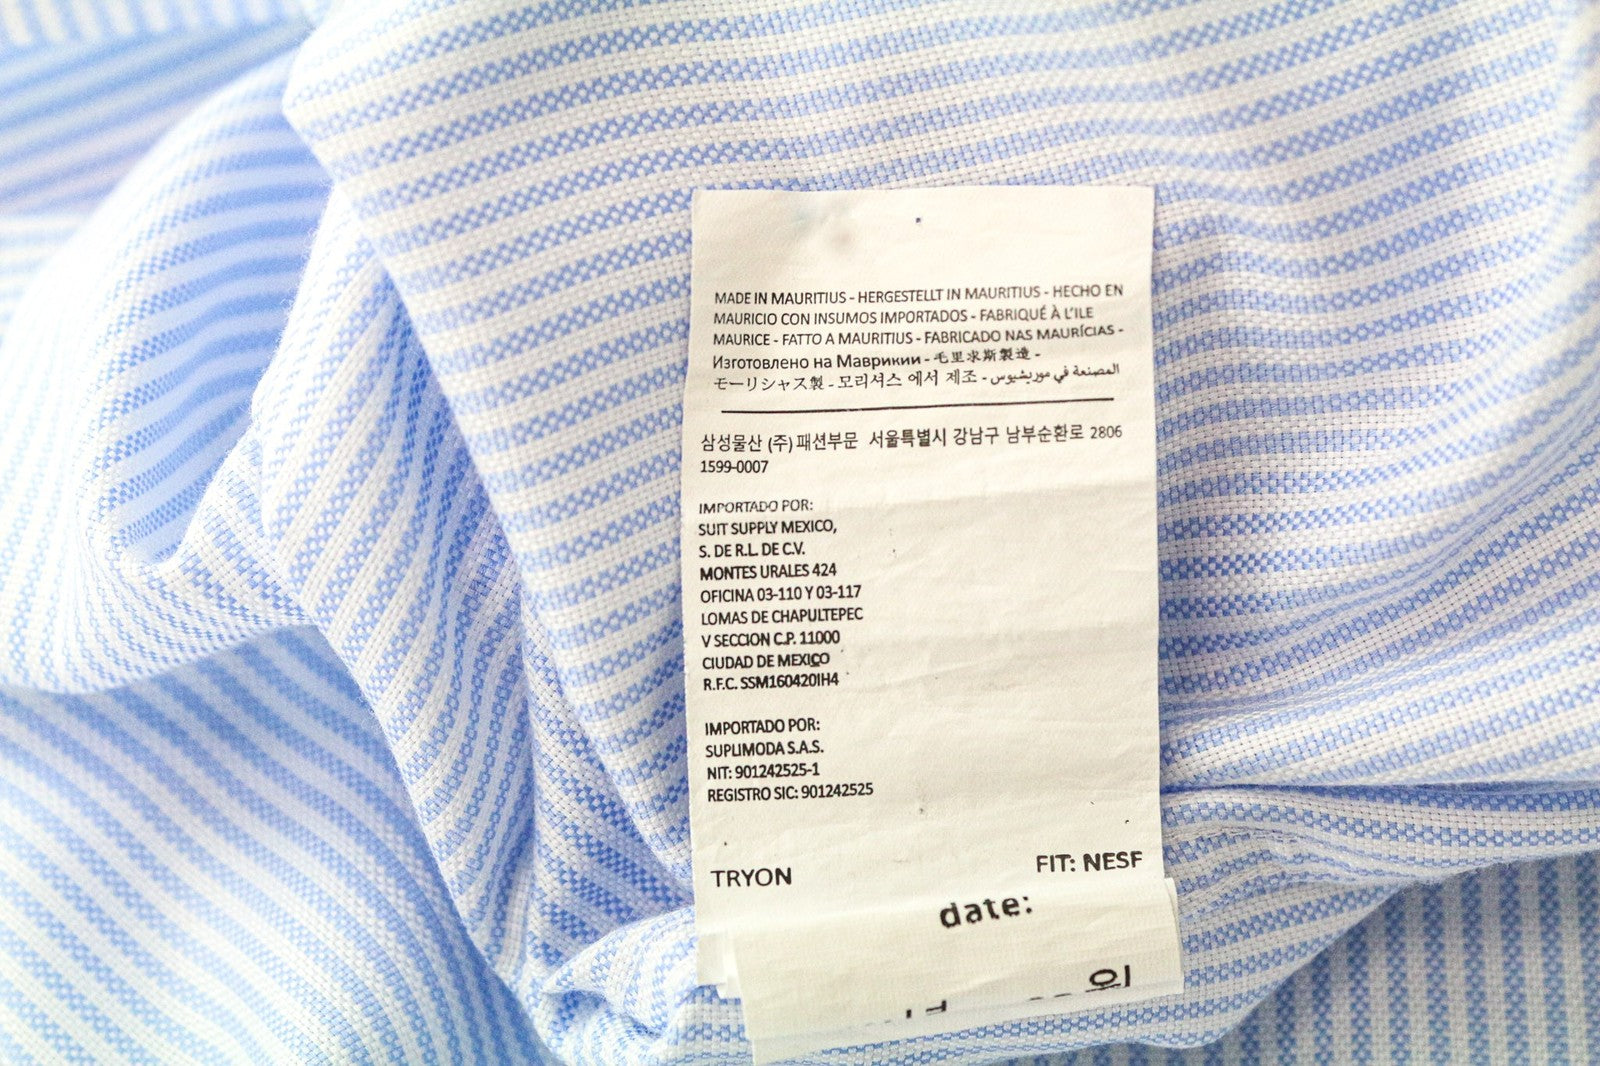 MADE IN MAURITIUS - HERGESTELLT IN MAURITIUS - HECHO EN
MAURICIO CON INSUMOS IMPORTADOS - FABRIQUÉ À L'ILE
MAURICE - FATTO A MAURITIUS - FABRICADO NAS MAURÍCIAS -
Изготовлено на Маврикии - 毛里求斯製造 -
モーリシャス製 - 모리셔스 에서 제조 - المصنعة في موريشيوس
삼성물산 (주) 패션부문 서울특별시 강남구 남부순환로 2806
1599-0007
IMPORTADO POR:
SUIT SUPPLY MEXICO,
S. DE R.L. DE C.V.
MONTES URALES 424
OFICINA 03-110 Y 03-117
LOMAS DE CHAPULTEPEC
V SECCION C.P. 11000
CIUDAD DE MEXICO
R.F.C. SSM160420IH4
IMPORTADO POR:
SUPLIMODA S.A.S.
NIT: 901242525-1
REGISTRO SIC: 901242525
TRYON FIT: NESF
date: